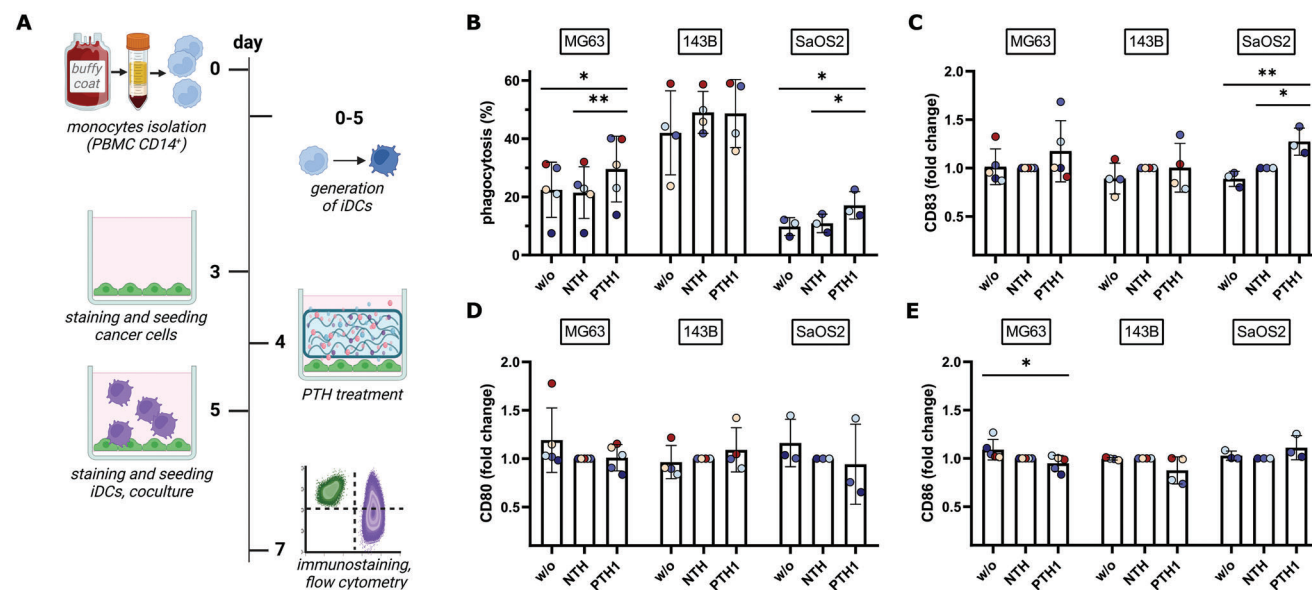 A
day
buffy
coat
0
monocytes isolation
(PBMC CD14+)
0-5
generation
of iDCs
3
staining and seeding
cancer cells
4
PTH treatment
5
staining and seeding
iDCs, coculture
7
immunostaining,
flow cytometry
B
MG63
143B
SaOS2
phagocytosis (%)
60
40
20
0
*
**
*
*
w/o
NTH
PTH1
w/o
NTH
PTH1
w/o
NTH
PTH1
C
MG63
143B
SaOS2
CD83 (fold change)
2.0
1.5
1.0
0.5
**
*
w/o
NTH
PTH1
w/o
NTH
PTH1
w/o
NTH
PTH1
D
MG63
143B
SaOS2
CD80 (fold change)
2.0
1.5
1.0
0.5
w/o
NTH
PTH1
w/o
NTH
PTH1
w/o
NTH
PTH1
E
MG63
143B
SaOS2
CD86 (fold change)
2.0
1.5
1.0
0.5
*
w/o
NTH
PTH1
w/o
NTH
PTH1
w/o
NTH
PTH1